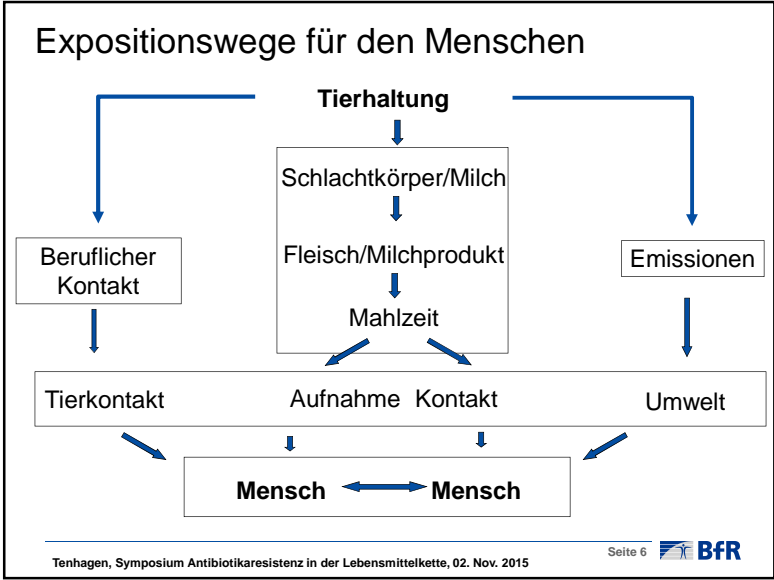 Expositionswege für den Menschen
Tierhaltung
Schlachtkörper/Milch
Beruflicher
Kontakt
Fleisch/Milchprodukt
Emissionen
Mahlzeit
Tierkontakt
Aufnahme Kontakt
Umwelt
Mensch
Mensch
Tenhagen, Symposium Antibiotikaresistenz in der Lebensmittelkette, 02. Nov. 2015
Seite 6
BfR